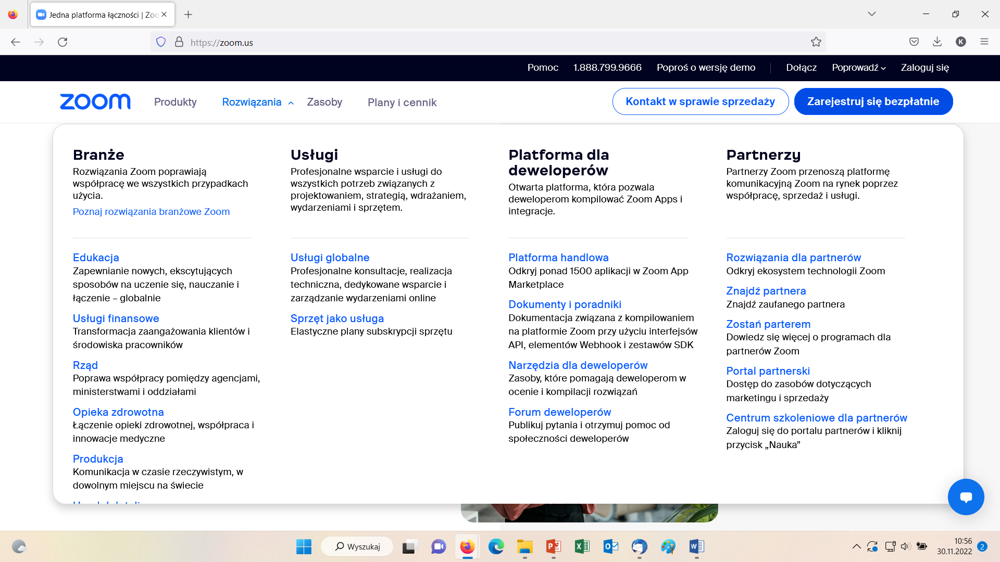 Jedna platforma łączności | Zoo
https://zoom.us
K
Pomoc 1.888.799.9666 Poproś o wersję demo Dołącz Poprowadź Zaloguj się
zoom Produkty Rozwiązania Zasoby Plany i cennik Kontakt w sprawie sprzedaży Zarejestruj się bezpłatnie
Branże
Rozwiązania Zoom poprawiają
współpracę we wszystkich przypadkach
użycia.
Poznaj rozwiązania branżowe Zoom
Edukacja
Zapewnianie nowych, ekscytujących
sposobów na uczenie się, nauczanie i
łączenie – globalnie
Usługi finansowe
Transformacja zaangażowania klientów i
środowiska pracowników
Rząd
Poprawa współpracy pomiędzy agencjami,
ministerstwami i oddziałami
Opieka zdrowotna
Łączenie opieki zdrowotnej, współpraca i
innowacje medyczne
Produkcja
Komunikacja w czasie rzeczywistym, w
dowolnym miejscu na świecie
Usługi
Profesjonalne wsparcie i usługi do
wszystkich potrzeb związanych z
projektowaniem, strategią, wdrażaniem,
wydarzeniami i sprzętem.
Usługi globalne
Profesjonalne konsultacje, realizacja
techniczna, dedykowane wsparcie i
zarządzanie wydarzeniami online
Sprzęt jako usługa
Elastyczne plany subskrypcji sprzętu
Platforma dla
deweloperów
Otwarta platforma, która pozwala
deweloperom kompilować Zoom Apps i
integracje.
Platforma handlowa
Odkryj ponad 1500 aplikacji w Zoom App
Marketplace
Dokumenty i poradniki
Dokumentacja związana z kompilowaniem
na platformie Zoom przy użyciu interfejsów
API, elementów Webhook i zestawów SDK
Narzędzia dla deweloperów
Zasoby, które pomagają deweloperom w
ocenie i kompilacji rozwiązań
Forum deweloperów
Publikuj pytania i otrzymuj pomoc od
społeczności deweloperów
Partnerzy
Partnerzy Zoom przenoszą platformę
komunikacyjną Zoom na rynek poprzez
współpracę, sprzedaż i usługi.
Rozwiązania dla partnerów
Odkryj ekosystem technologii Zoom
Znajdź partnera
Znajdź zaufanego partnera
Zostań parterem
Dowiedz się więcej o programach dla
partnerów Zoom
Portal partnerski
Dostęp do zasobów dotyczących
marketingu i sprzedaży
Centrum szkoleniowe dla partnerów
Zaloguj się do portalu partnerów i kliknij
przycisk „Nauka”
Wyszukaj
10:56
30.11.2022
2